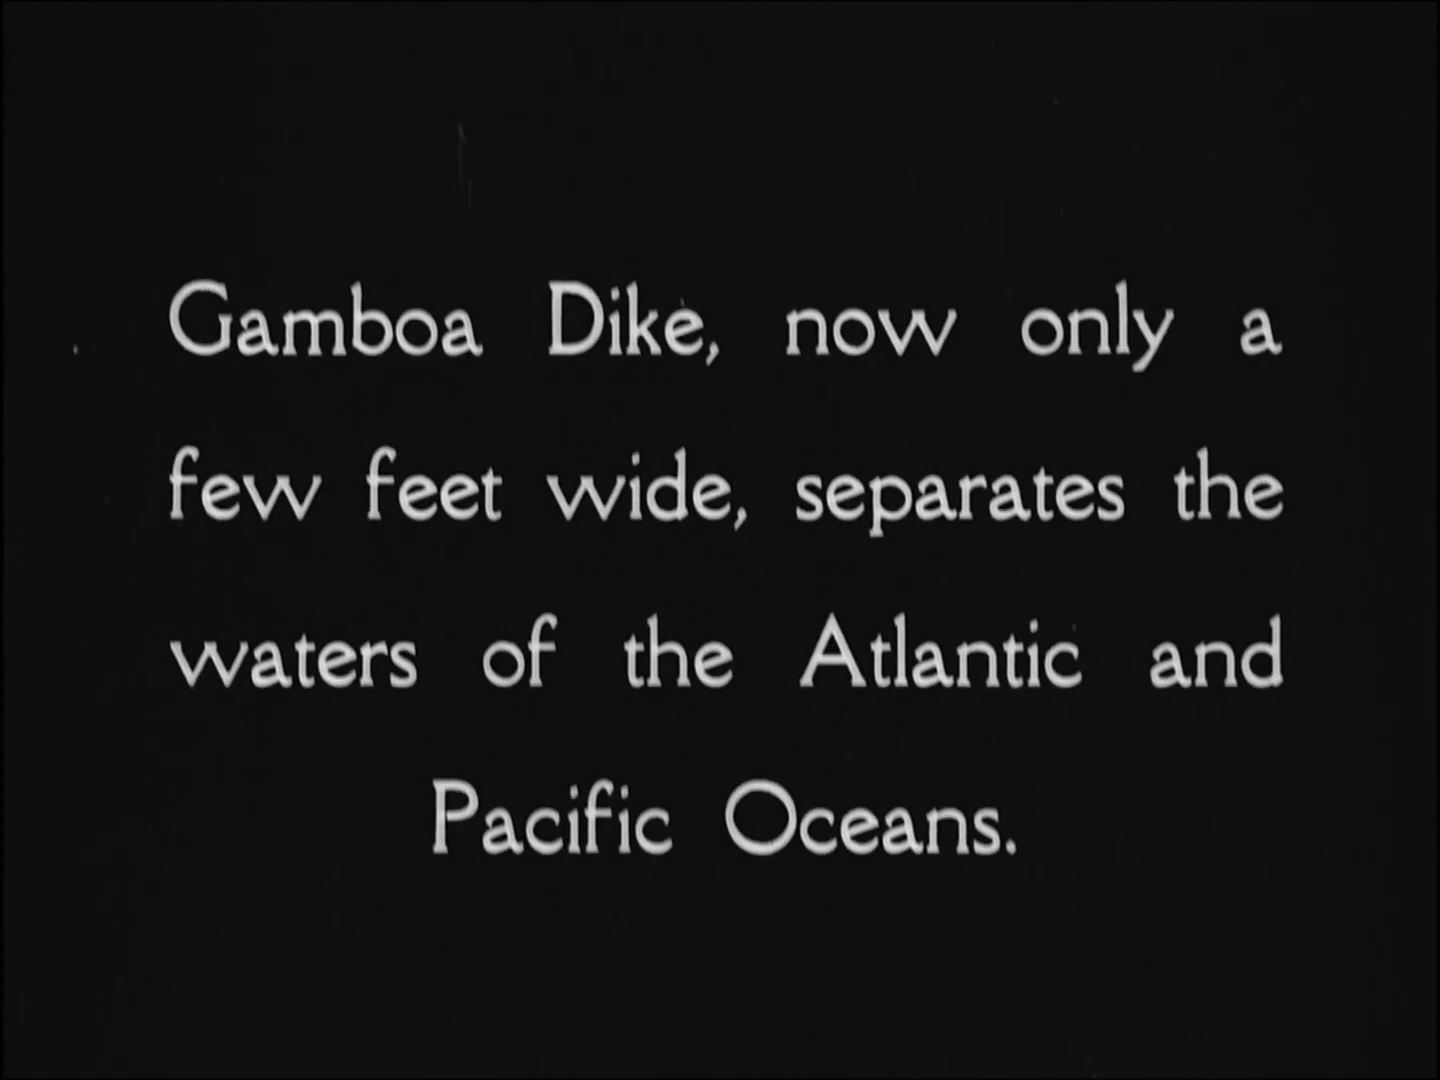 Gamboa Dike, now only a
few feet wide, separates the
waters of the Atlantic and
Pacific Oceans.